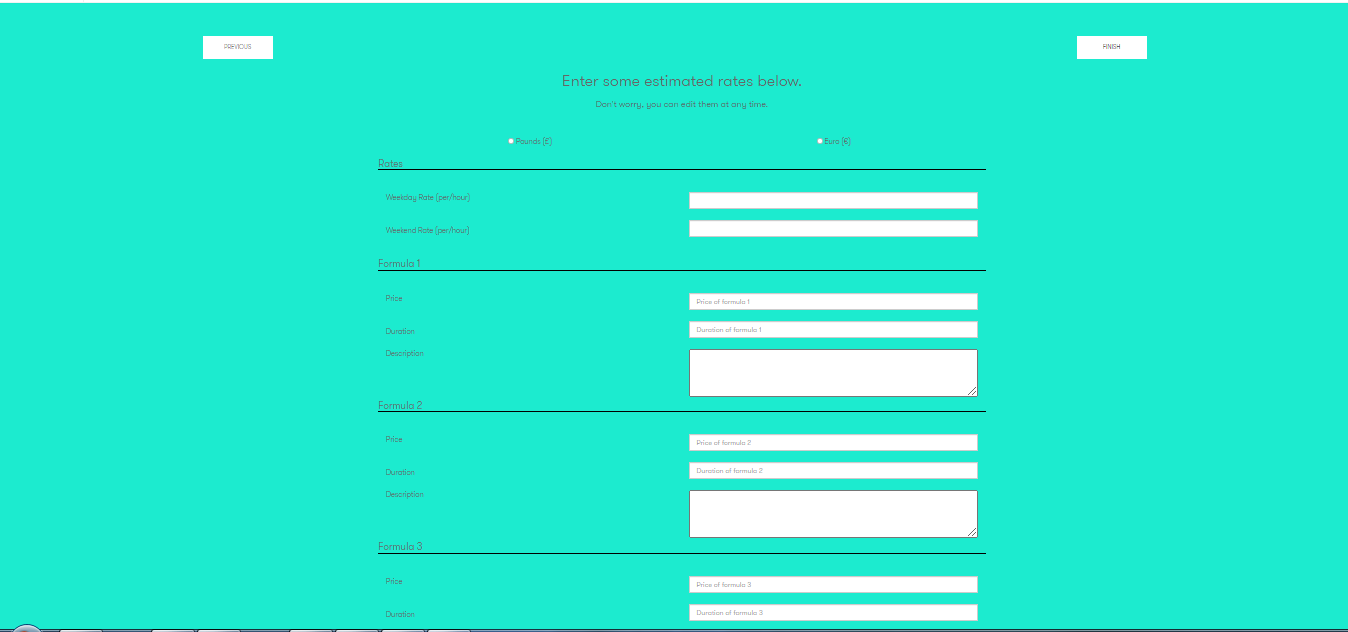 PREVIOUS
FINISH
Enter some estimated rates below.
Don't worry, you can edit them at any time.
Pounds (£)
Euro (€)
Rates
Weekday Rate (per/hour)
Weekend Rate (per/hour)
Formula 1
Price
Price of formula 1
Duration
Duration of formula 1
Description
Formula 2
Price
Price of formula 2
Duration
Duration of formula 2
Description
Formula 3
Price
Price of formula 3
Duration
Duration of formula 3